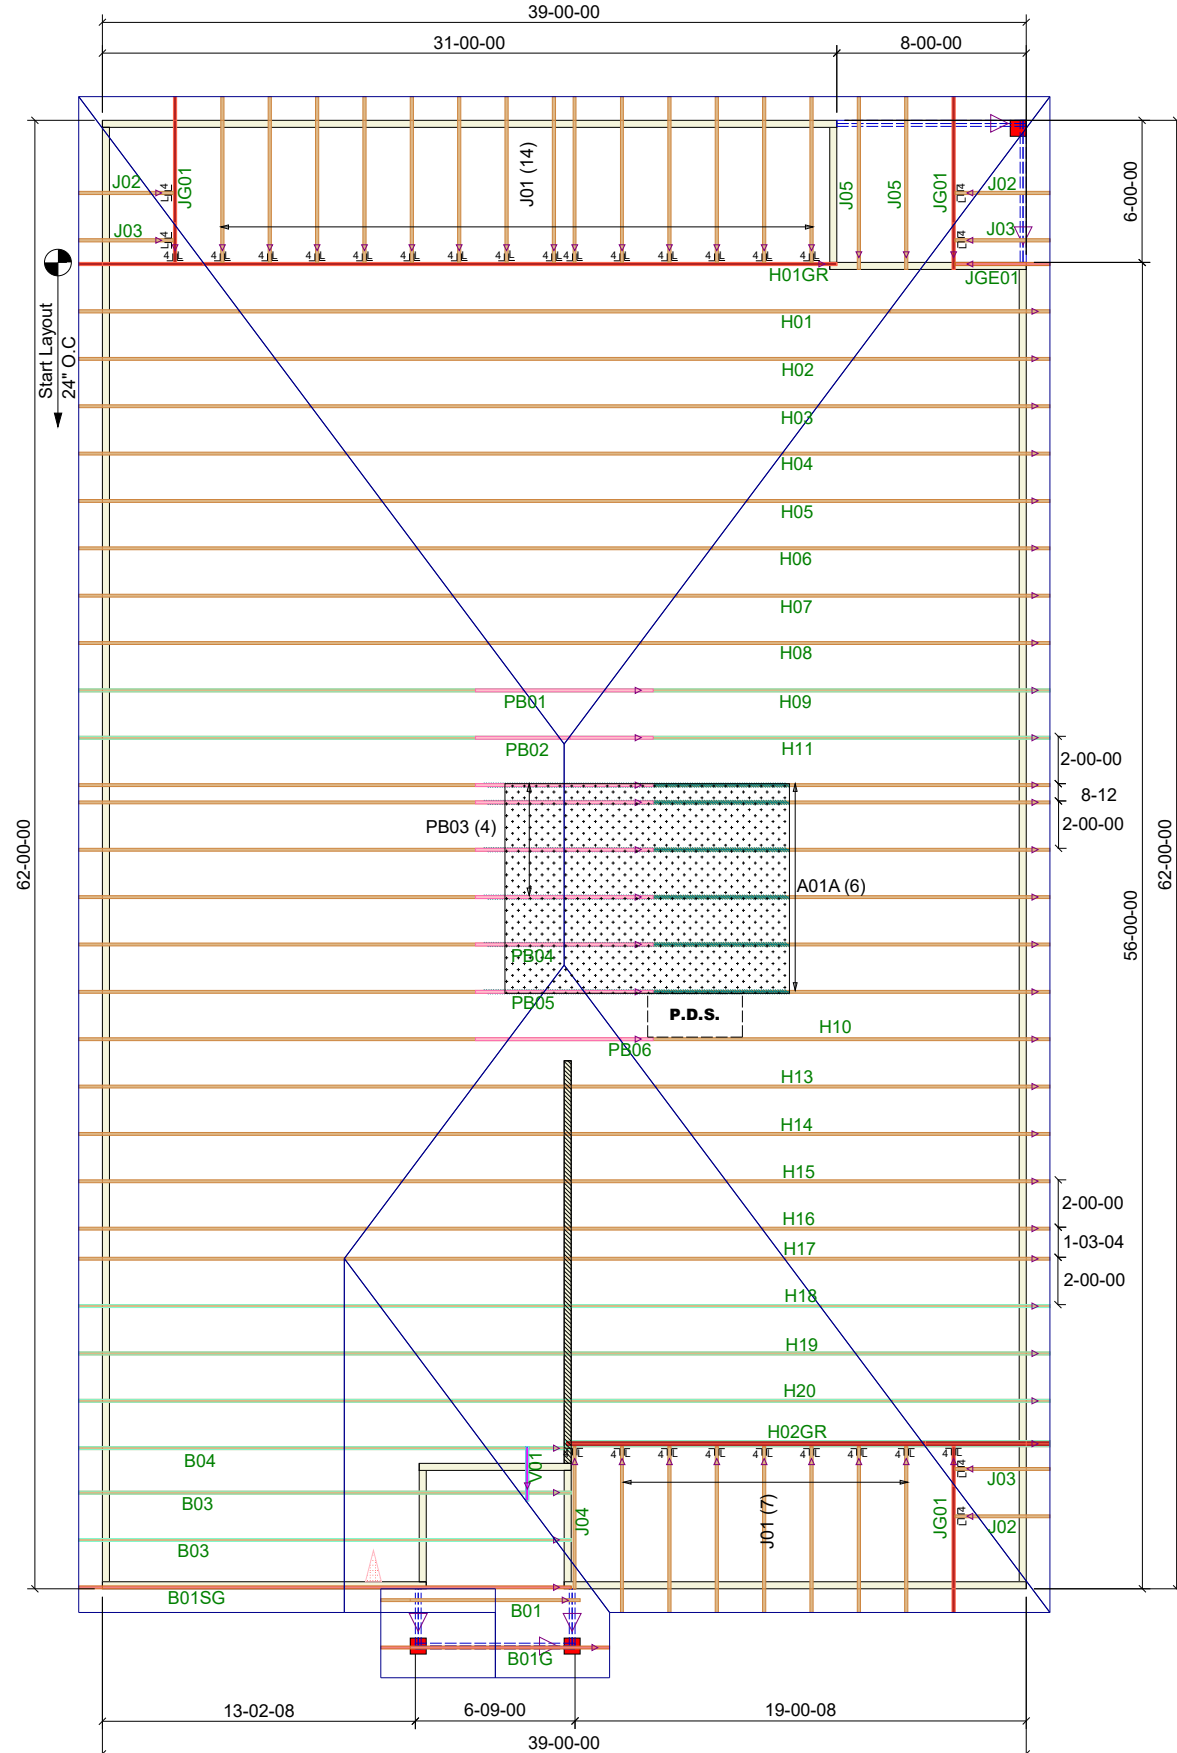 39-00-00
31-00-00
8-00-00
J02
JG01
J01 (14)
J05
J05
JG01
J02
6-00-00
J03
J03
H01GR
JGE01
Start Layout
24" O.C
H01
H02
H03
H04
H05
H06
H07
H08
PB01
H09
PB02
H11
2-00-00
8-12
2-00-00
PB03 (4)
A01A (6)
62-00-00
62-00-00
56-00-00
PB04
PB05
P.D.S.
H10
PB06
H13
H14
H15
2-00-00
H16
1-03-04
H17
2-00-00
H18
H19
H20
H02GR
B04
V01
J03
B03
J04
J01 (7)
JG01
J02
B03
B01SG
B01
B01G
13-02-08
6-09-00
19-00-08
39-00-00